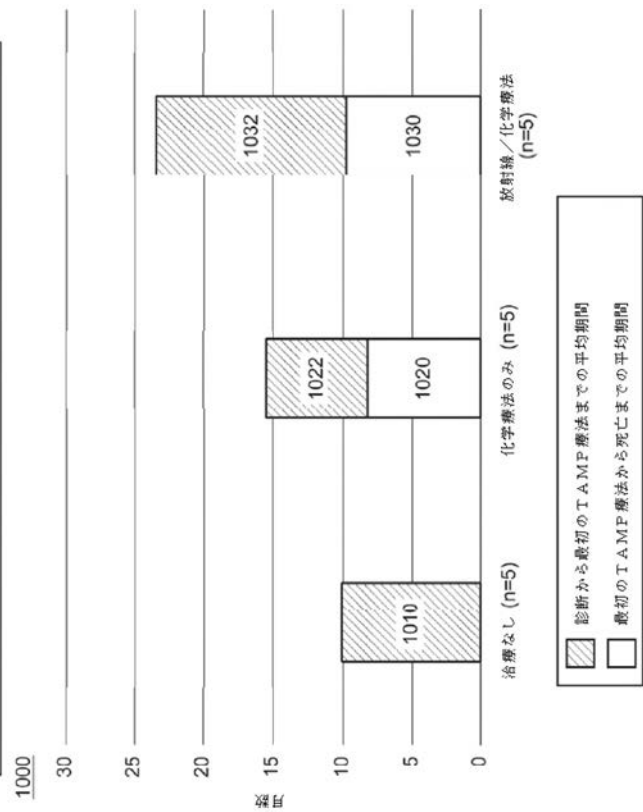 1000
30
25
20
15
10
5
0
月数
1010
1022
1020
1032
1030
治療なし (n=5)
化学療法のみ (n=5)
放射線/化学療法
(n=5)
診断から最初のTAMP療法までの平均期間
最初のTAMP療法から死亡までの平均期間